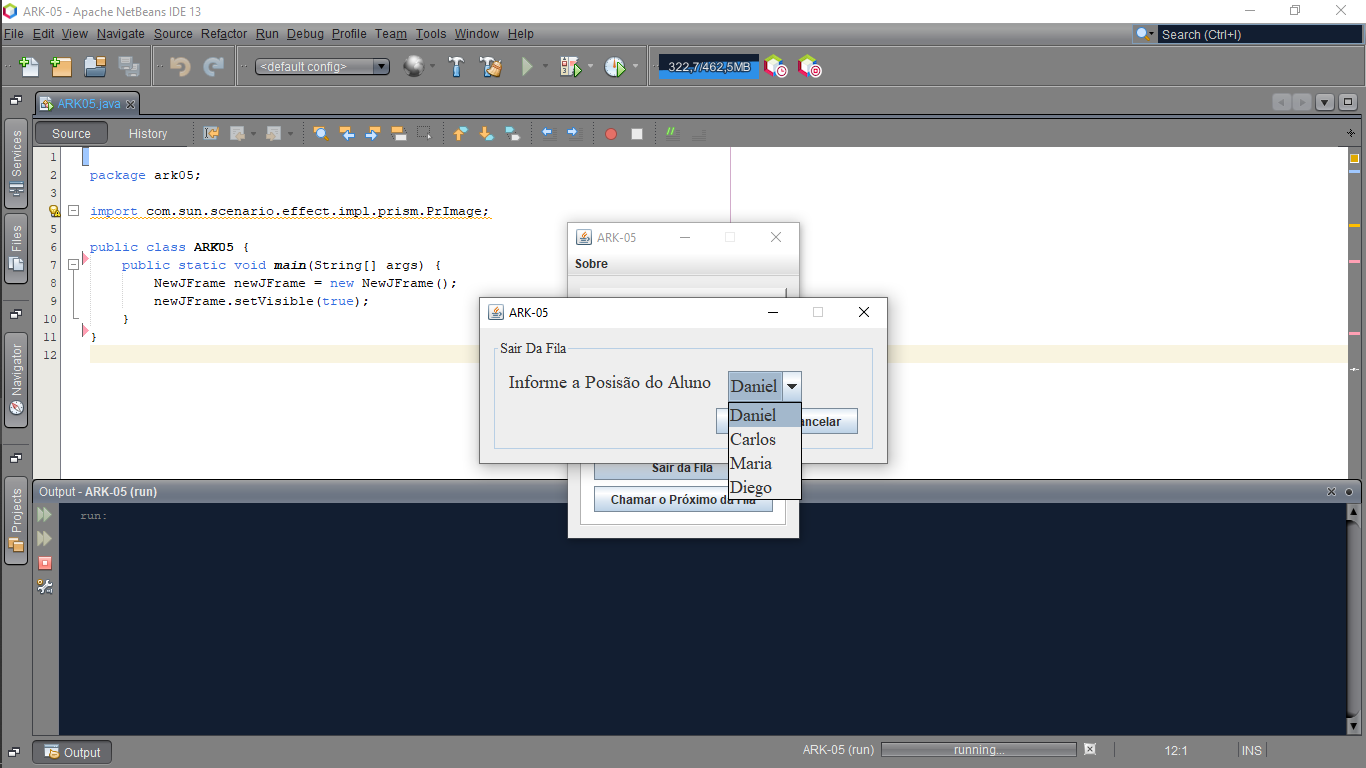 ARK-05 - Apache NetBeans IDE 13
File Edit View Navigate Source Refactor Run Debug Profile Team Tools Window Help
Search (Ctrl+I)
<default config>
322,7/462,5MB
ARK05.java
Source History
Services
Files
Navigator
Projects
1
2 package ark05;
3
import com.sun.scenario.effect.impl.prism.PrImage;
5
6 public class ARK05 {
7 public static void main(String[] args) {
8 NewJFrame newJFrame = new NewJFrame();
9 newJFrame.setVisible(true);
10 }
11 }
12
ARK-05
Sobre
ARK-05
Sair Da Fila
Informe a Posisão do Aluno Daniel
Daniel
Carlos
Maria
Diego
ancelar
Sair da Fila
Chamar o Próximo da Fila
Output - ARK-05 (run)
run:
Output
ARK-05 (run) running... 12:1 INS